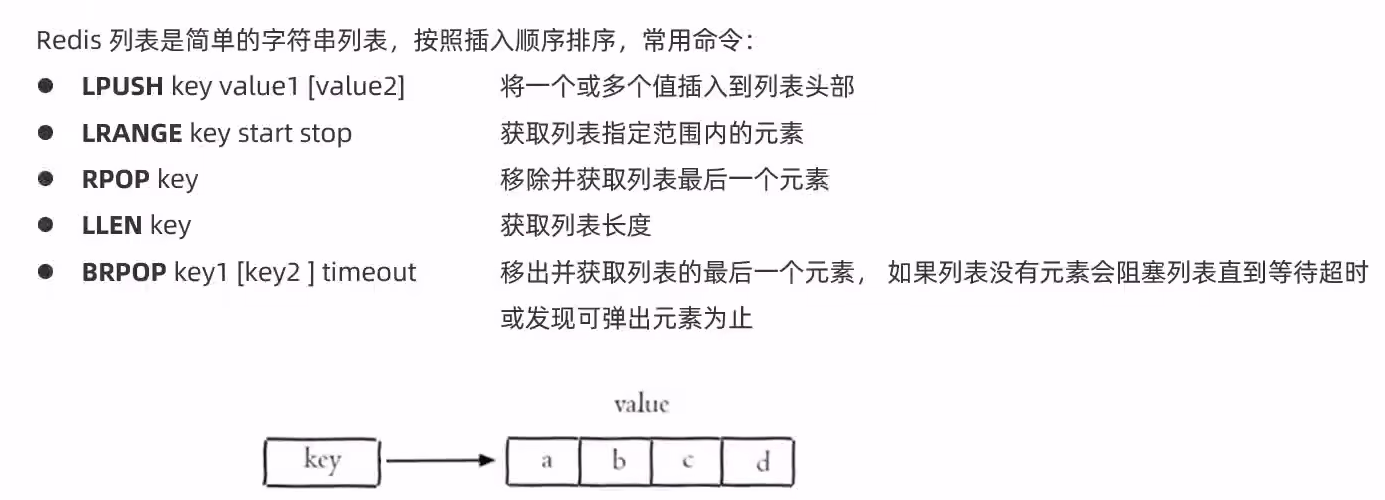 Redis 列表是简单的字符串列表，按照插入顺序排序，常用命令：
● LPUSH key value1 [value2] 将一个或多个值插入到列表头部
● LRANGE key start stop 获取列表指定范围内的元素
● RPOP key 移除并获取列表最后一个元素
● LLEN key 获取列表长度
● BRPOP key1 [key2 ] timeout 移出并获取列表的最后一个元素， 如果列表没有元素会阻塞列表直到等待超时
或发现可弹出元素为止
value
key a b c d